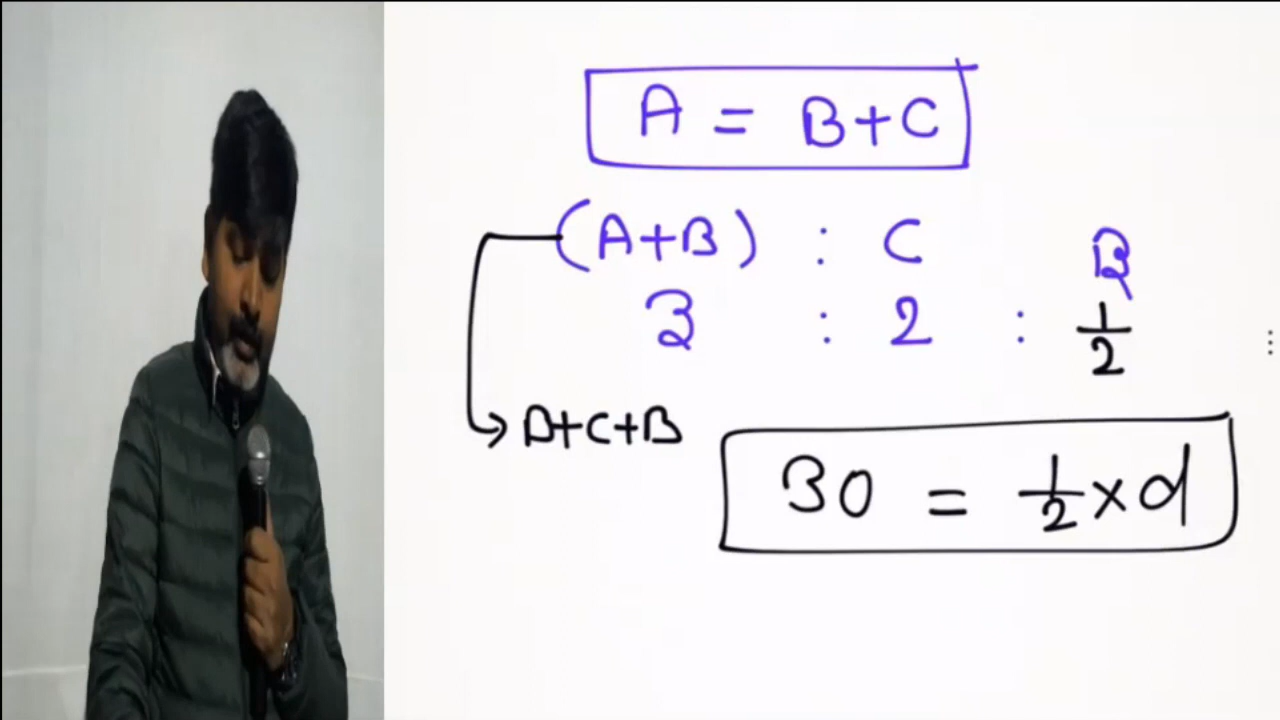 A = B+C
(A+B) : C B
3 : 2 : 1/2
A+C+B
30 = 1/2 × d